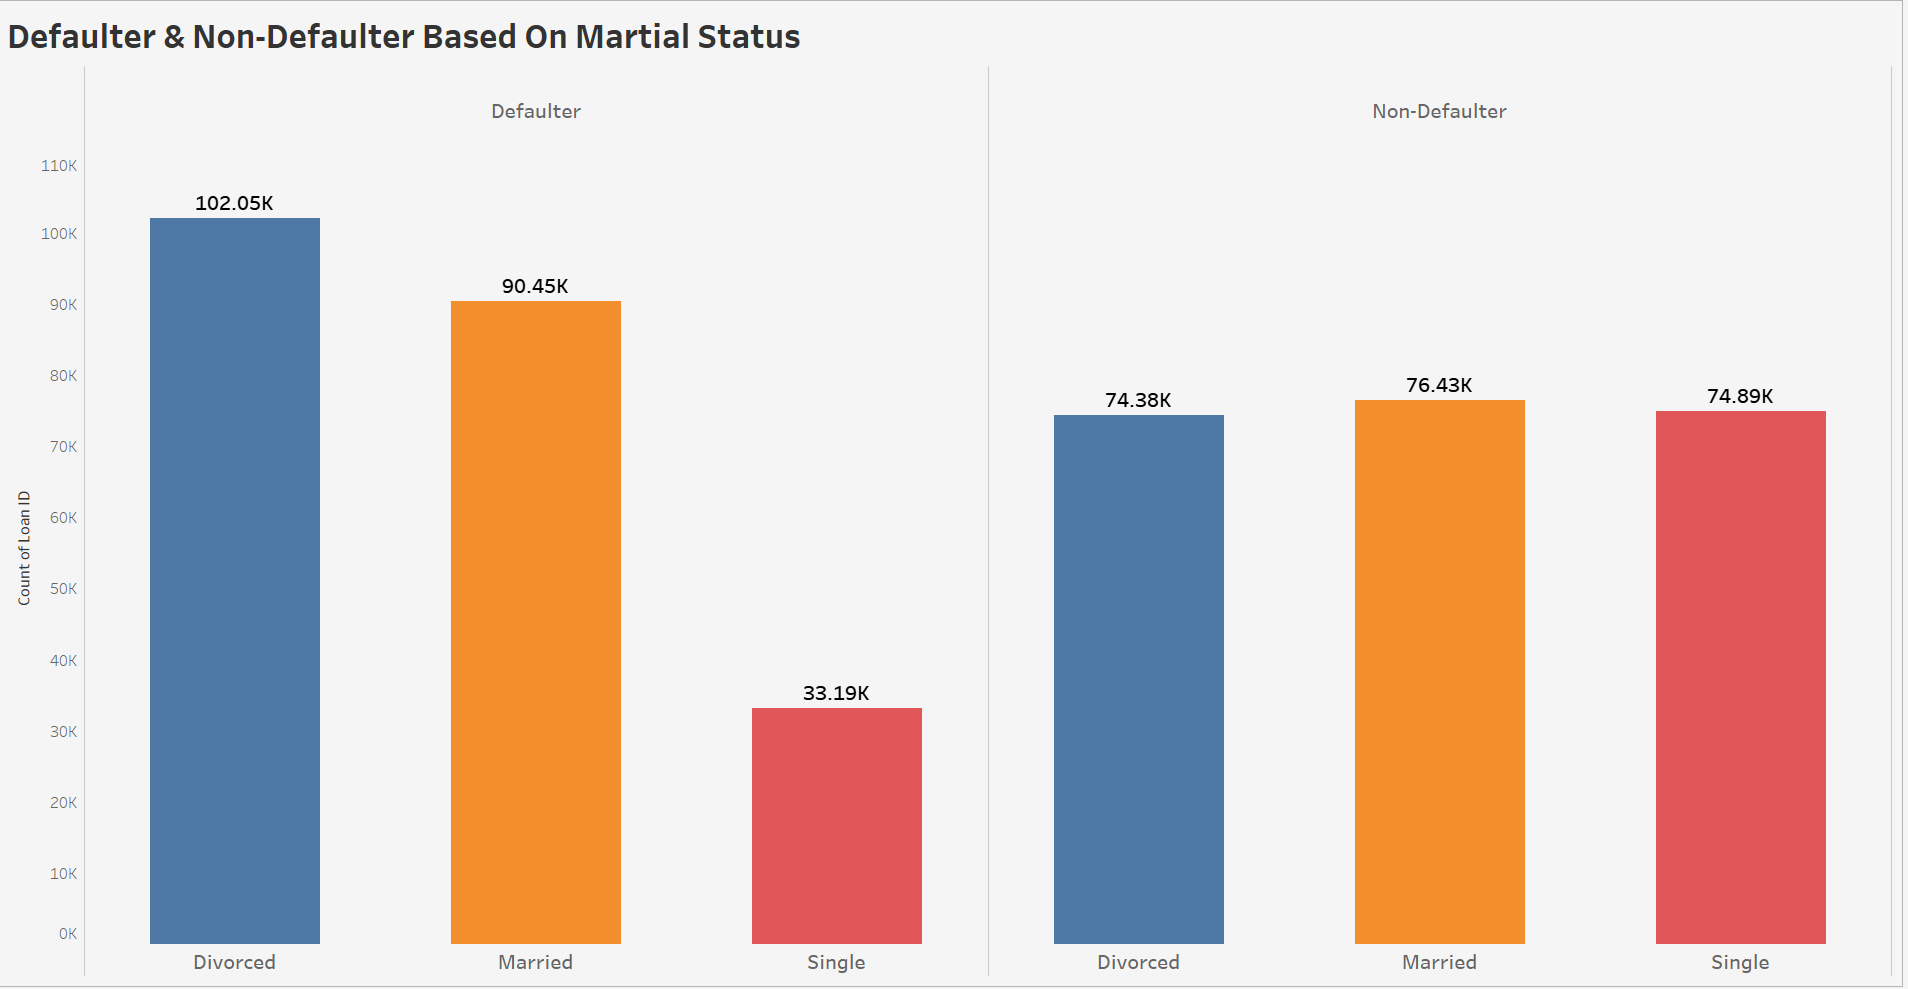 Defaulter & Non-Defaulter Based On Martial Status
Defaulter
Non-Defaulter
Count of Loan ID
110K
100K
90K
80K
70K
60K
50K
40K
30K
20K
10K
0K
102.05K
90.45K
33.19K
74.38K
76.43K
74.89K
Divorced
Married
Single
Divorced
Married
Single